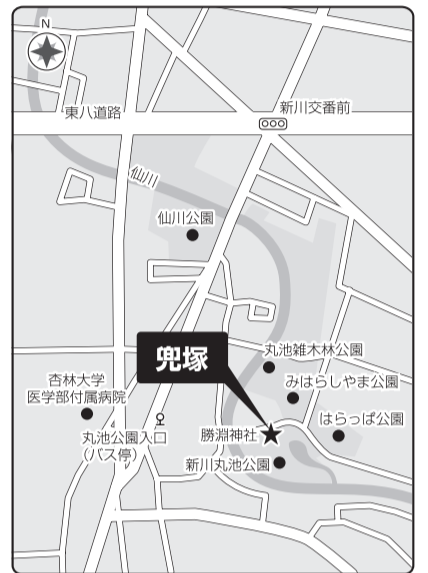 N
東八道路
新川交番前
仙川
仙川公園
兜塚
丸池雑木林公園
みはらしやま公園
杏林大学
医学部付属病院
はらっぱ公園
丸池公園入口
（バス停）
勝淵神社
新川丸池公園